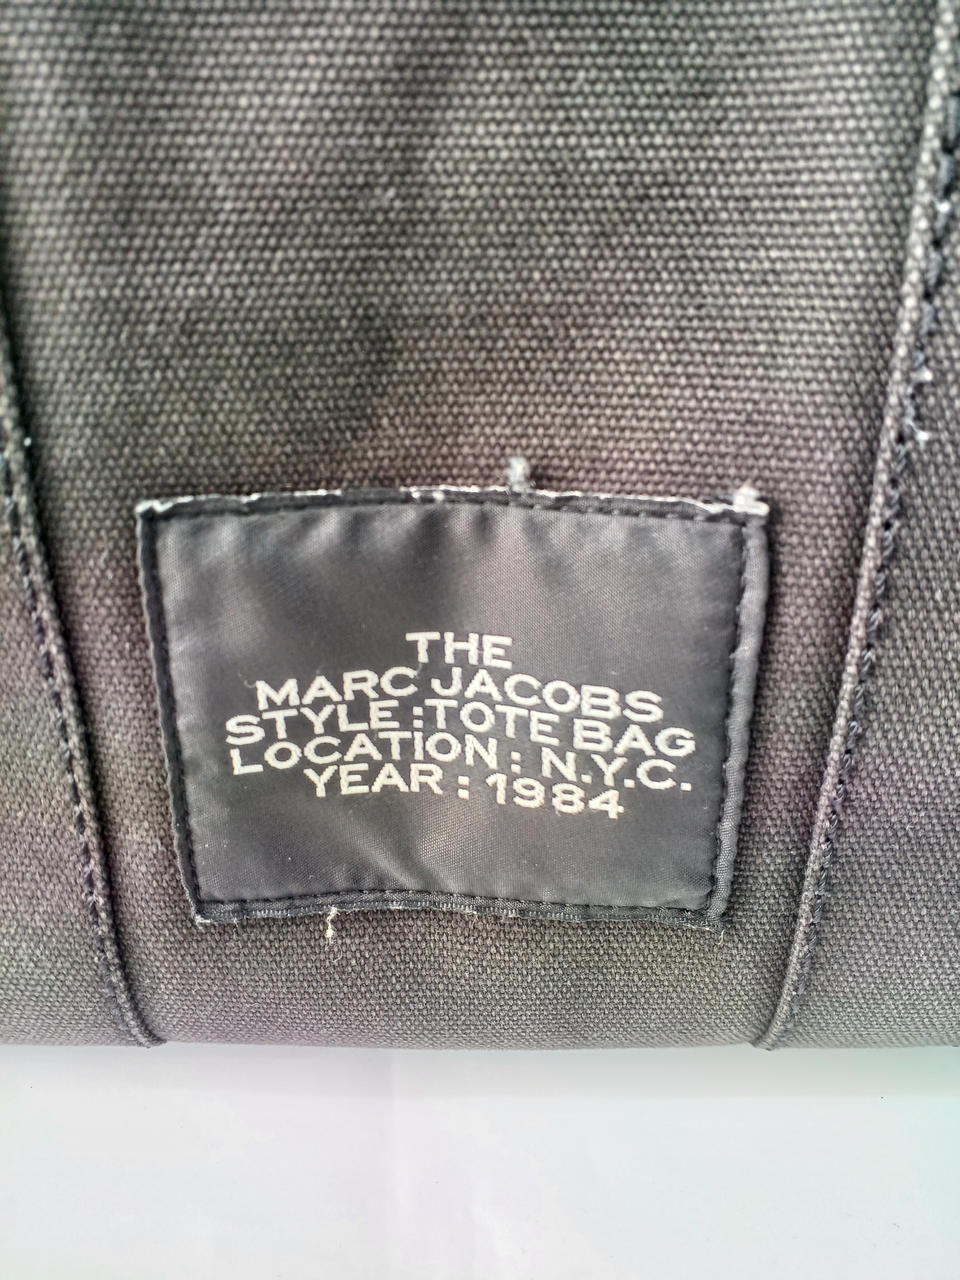 THE
MARC JACOBS
STYLE : TOTE BAG
LOCATION : N.Y.C.
YEAR : 1984